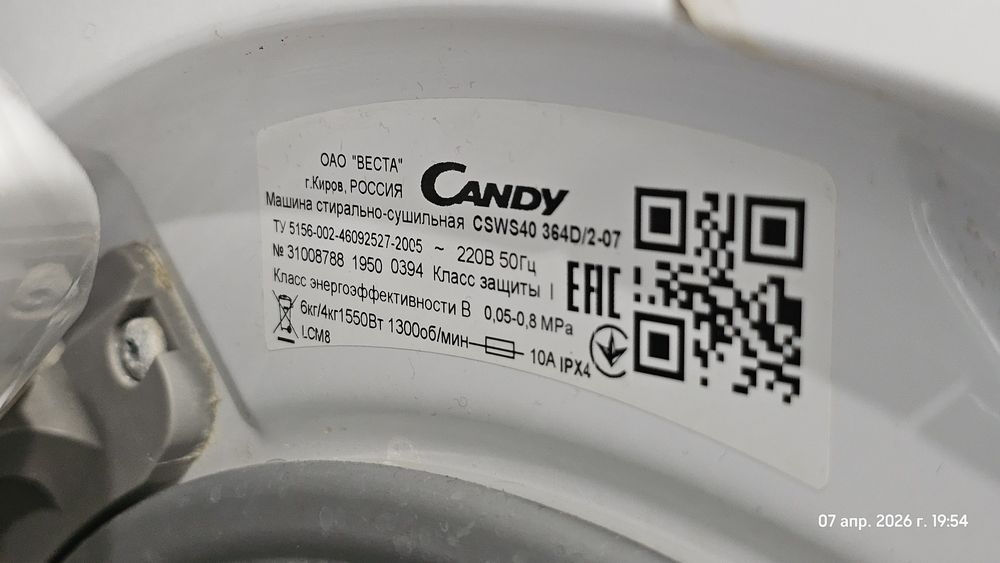 ОАО "ВЕСТА"
г.Киров, РОССИЯ
CANDY
Машина стирально-сушильная CSWS40 364D/2-07
ТУ 5156-002-46092527-2005 ~ 220В 50Гц
№ 31008788 1950 0394 Класс защиты I
EAC
Класс энергоэффективности В 0,05-0,8 МРа
6кг/4кг1550Вт 1300об/мин 10А IPX4
LCM8
07 апр. 2026 г. 19:54